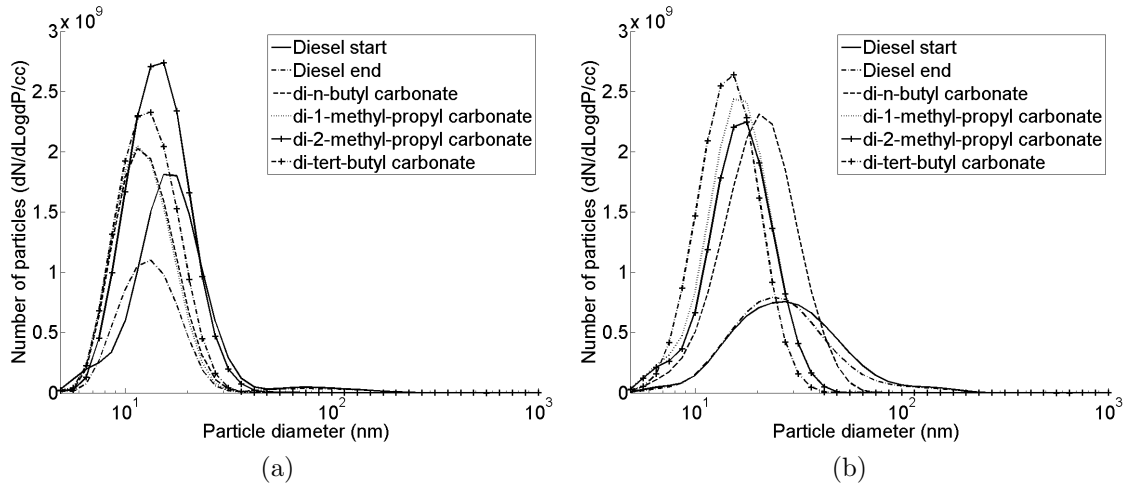 3 x 10^9
2.5
2
1.5
1
0.5
0
Number of particles (dN/dLogdP/cc)
10^1
10^2
10^3
Particle diameter (nm)
Diesel start
Diesel end
di-n-butyl carbonate
di-1-methyl-propyl carbonate
di-2-methyl-propyl carbonate
di-tert-butyl carbonate
(a)
3 x 10^9
2.5
2
1.5
1
0.5
0
Number of particles (dN/dLogdP/cc)
10^1
10^2
10^3
Particle diameter (nm)
Diesel start
Diesel end
di-n-butyl carbonate
di-1-methyl-propyl carbonate
di-2-methyl-propyl carbonate
di-tert-butyl carbonate
(b)